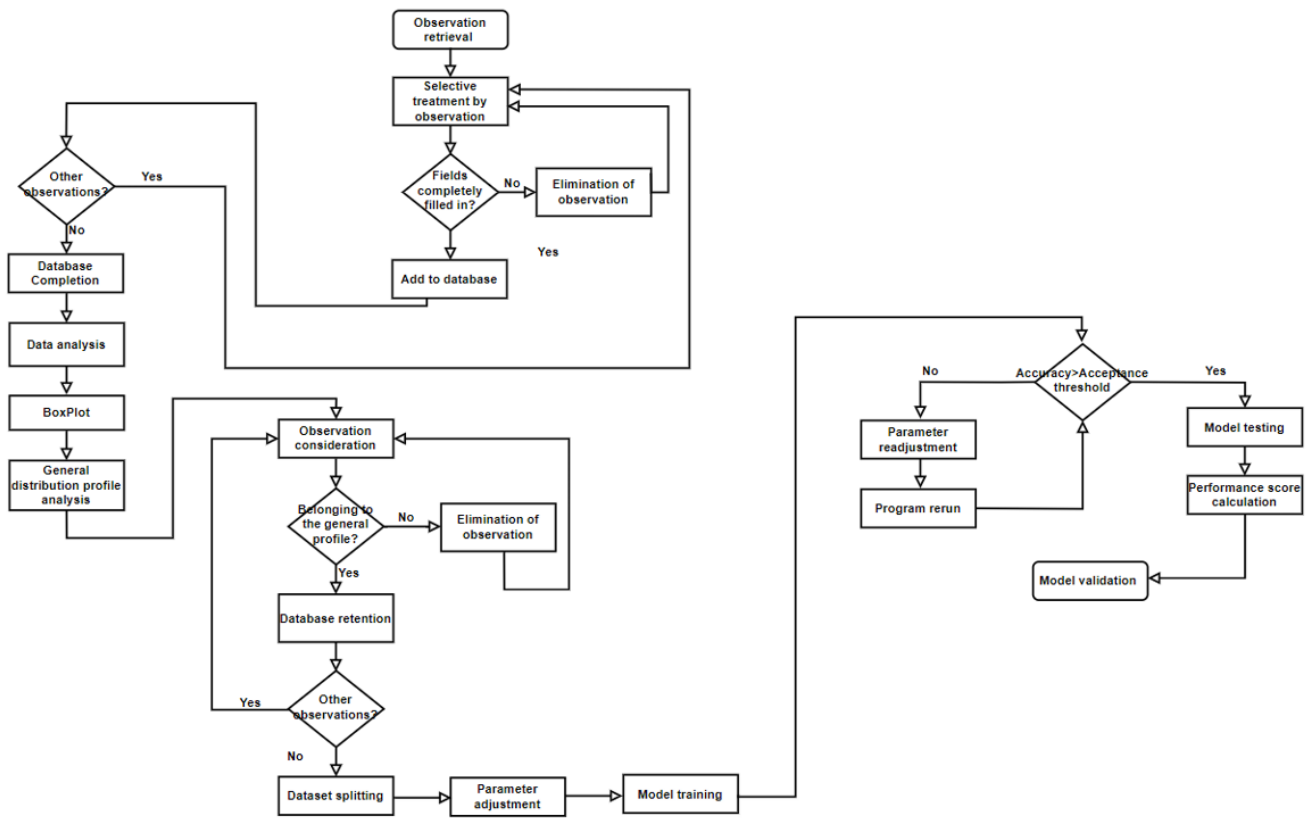 Observation
retrieval
Selective
treatment by
observation
Fields
completely
filled in?
No
Elimination of
observation
Yes
Add to database
Other
observations?
Yes
No
Database
Completion
Data analysis
BoxPlot
General
distribution profile
analysis
Observation
consideration
Belonging to
the general
profile?
No
Elimination of
observation
Yes
Database retention
Other
observations?
Yes
No
Dataset splitting
Parameter
adjustment
Model training
Accuracy>Acceptance
threshold
No
Yes
Parameter
readjustment
Program rerun
Model testing
Performance score
calculation
Model validation